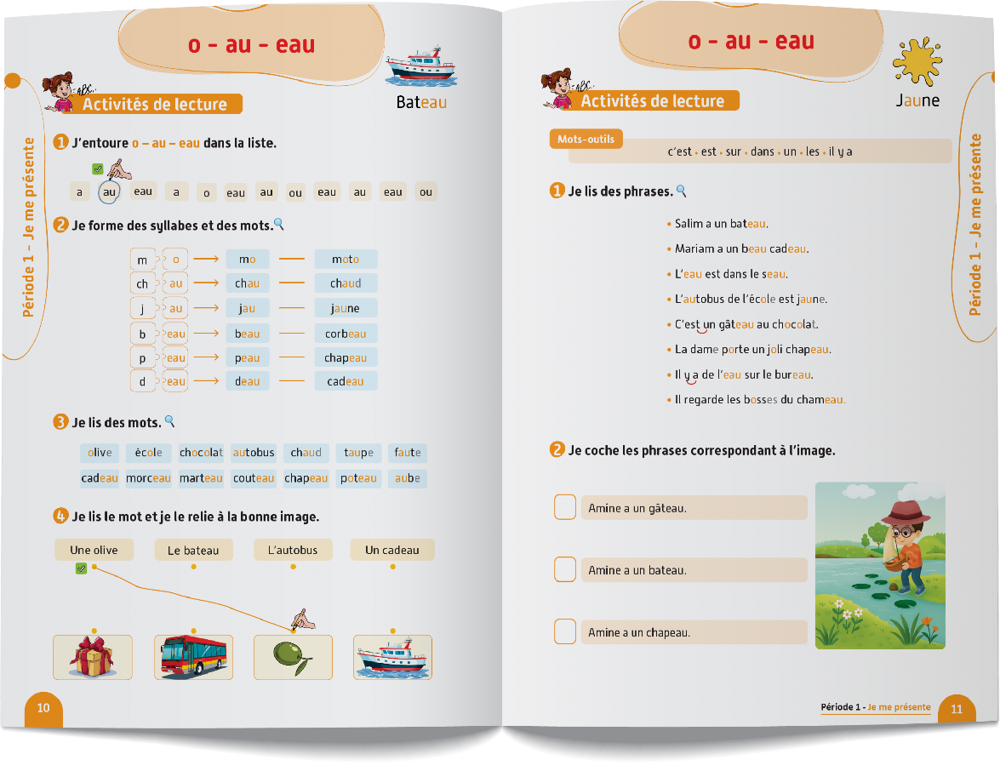 o - au - eau
Bateau
ABC...
Activités de lecture
Période 1 - Je me présente
1 J'entoure o – au – eau dans la liste.
a au eau a o eau au ou eau au eau ou
2 Je forme des syllabes et des mots.
m o mo moto
ch au chau chaud
j au jau jaune
b eau beau corbeau
p eau peau chapeau
d eau deau cadeau
3 Je lis des mots.
olive école chocolat autobus chaud taupe faute
cadeau morceau marteau couteau chapeau poteau aube
4 Je lis le mot et je le relie à la bonne image.
Une olive Le bateau L'autobus Un cadeau
10
o - au - eau
Jaune
ABC...
Activités de lecture
Période 1 - Je me présente
Mots-outils
c'est • est • sur • dans • un • les • il y a
1 Je lis des phrases.
• Salim a un bateau.
• Mariam a un beau cadeau.
• L'eau est dans le seau.
• L'autobus de l'école est jaune.
• C'est un gâteau au chocolat.
• La dame porte un joli chapeau.
• Il y a de l'eau sur le bureau.
• Il regarde les bosses du chameau.
2 Je coche les phrases correspondant à l'image.
Amine a un gâteau.
Amine a un bateau.
Amine a un chapeau.
Période 1 - Je me présente 11